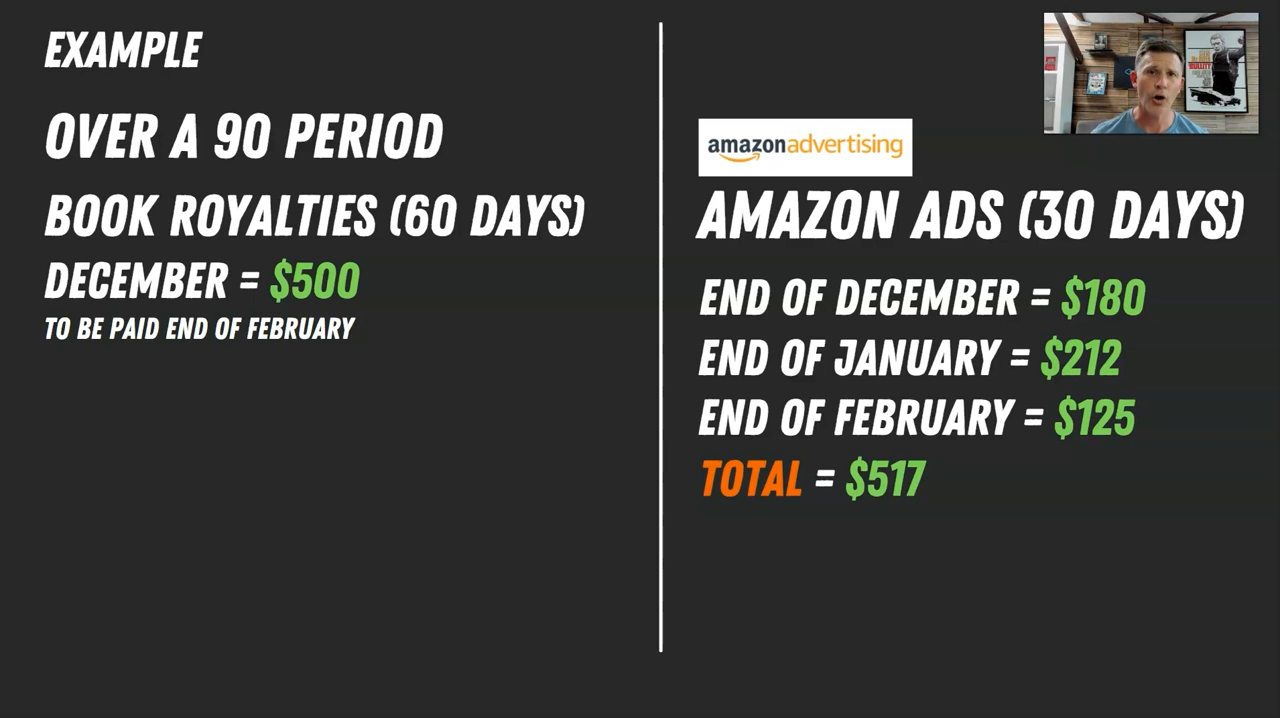 EXAMPLE
OVER A 90 PERIOD
BOOK ROYALTIES (60 DAYS)
DECEMBER = $500
TO BE PAID END OF FEBRUARY
amazonadvertising
AMAZON ADS (30 DAYS)
END OF DECEMBER = $180
END OF JANUARY = $212
END OF FEBRUARY = $125
TOTAL = $517
BULLITT